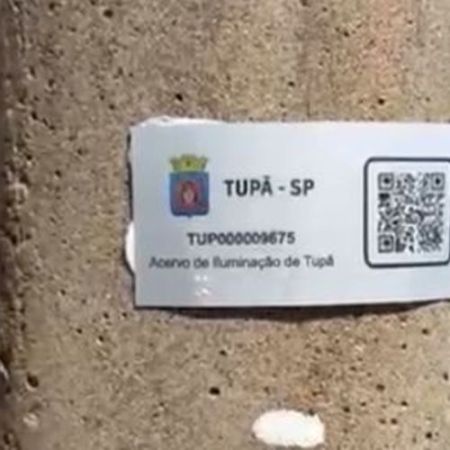 TUPÃ - SP
TUP000009675
Acervo de Iluminação de Tupã